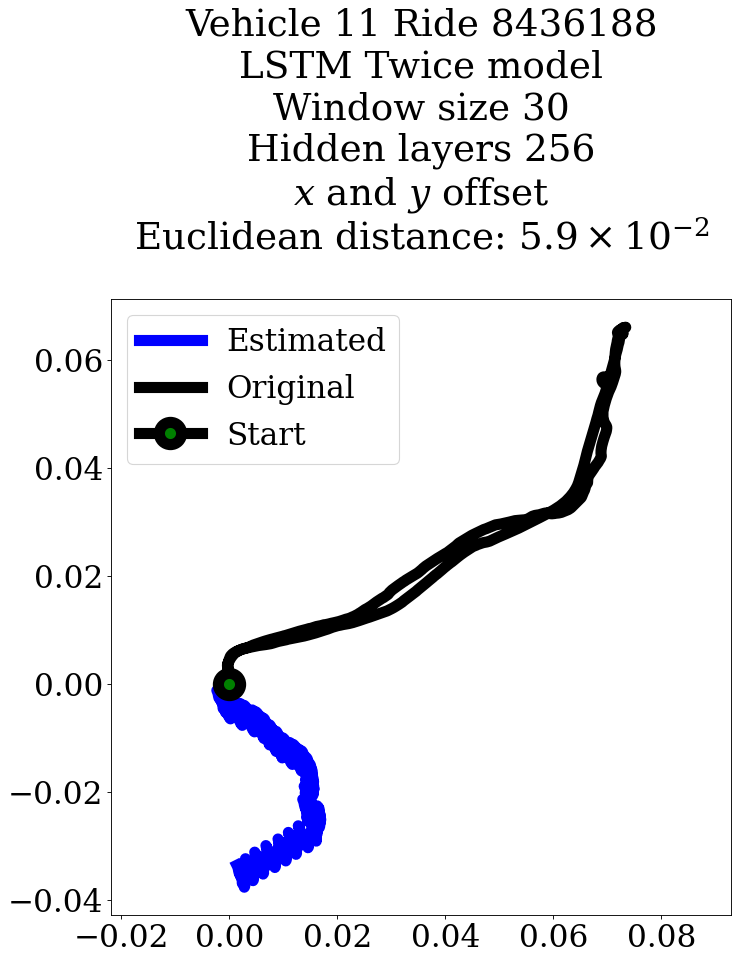 Vehicle 11 Ride 8436188
LSTM Twice model
Window size 30
Hidden layers 256
x and y offset
Euclidean distance: 5.9 × 10⁻²
Estimated
Original
Start
0.06
0.04
0.02
0.00
−0.02
−0.04
−0.02 0.00 0.02 0.04 0.06 0.08